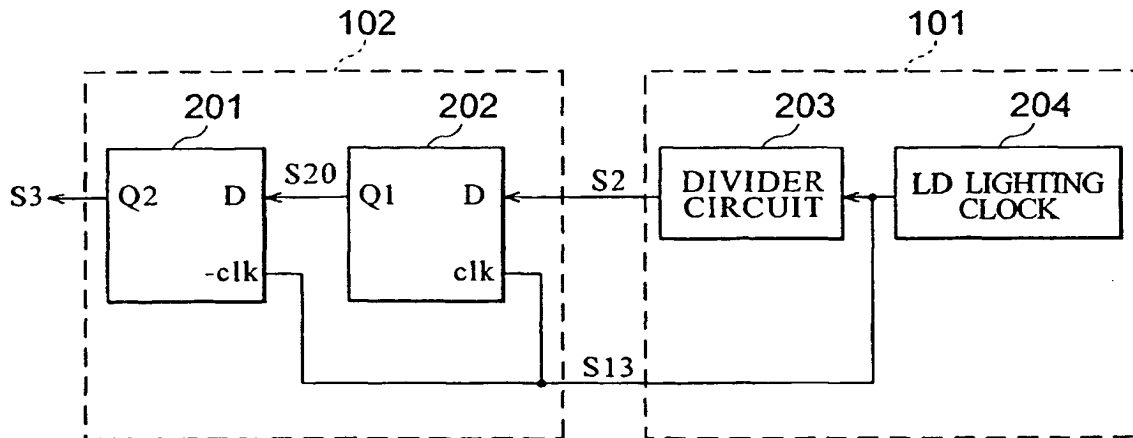 102
101
201
202
203
204
S3
Q2
D
S20
Q1
D
S2
DIVIDER
CIRCUIT
LD LIGHTING
CLOCK
-clk
clk
S13